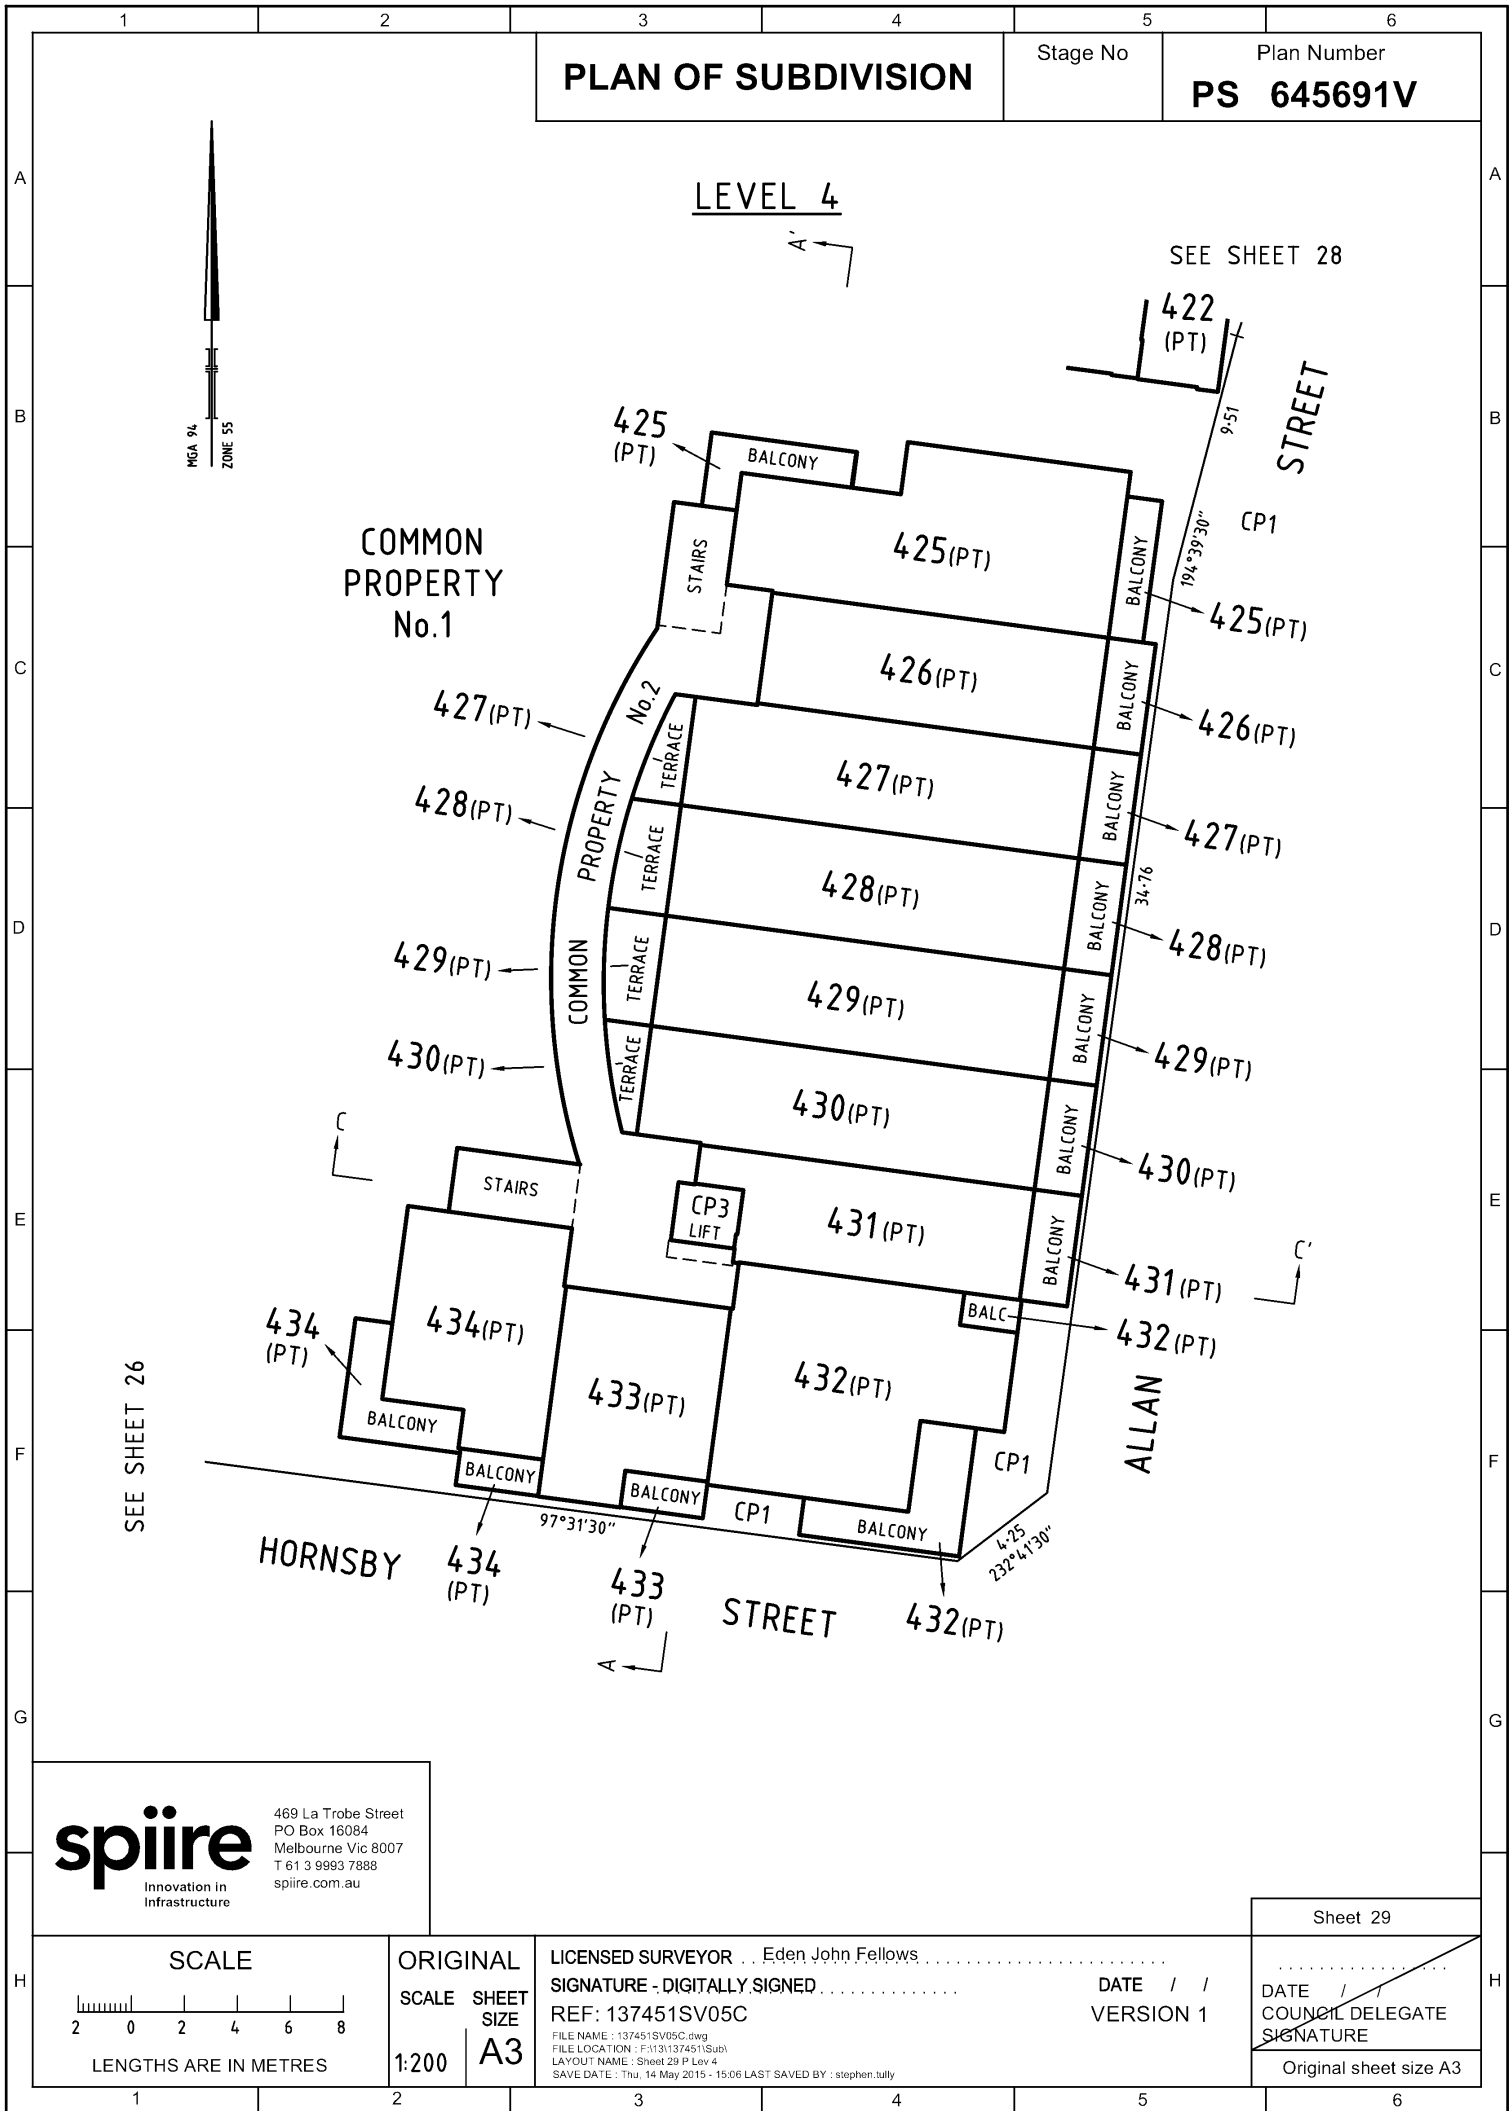 1 2 3 4 5 6
PLAN OF SUBDIVISION
Stage No
Plan Number
PS 645691V
A
A
LEVEL 4
A'
SEE SHEET 28
422
(PT)
B
B
MGA 94
ZONE 55
9·51
STREET
425
(PT)
BALCONY
CP1
194°39'30"
COMMON
PROPERTY
No.1
STAIRS
425(PT)
BALCONY
425(PT)
C
C
426(PT)
BALCONY
426(PT)
427(PT)
No.2
TERRACE
427(PT)
BALCONY
427(PT)
428(PT)
PROPERTY
TERRACE
428(PT)
BALCONY
34·76
428(PT)
D
D
429(PT)
COMMON
TERRACE
429(PT)
BALCONY
429(PT)
430(PT)
TERRACE
430(PT)
BALCONY
430(PT)
C
STAIRS
CP3
LIFT
431(PT)
BALCONY
431(PT)
C'
E
E
434
(PT)
434(PT)
BALC
432(PT)
433(PT)
432(PT)
BALCONY
SEE SHEET 26
ALLAN
F
F
CP1
BALCONY
BALCONY
CP1
BALCONY
97°31'30"
4·25
232°41'30"
HORNSBY
434
(PT)
433
(PT)
STREET
432(PT)
A
G
G
spiire
Innovation in
Infrastructure
469 La Trobe Street
PO Box 16084
Melbourne Vic 8007
T 61 3 9993 7888
spiire.com.au
Sheet 29
H
H
SCALE
2 0 2 4 6 8
LENGTHS ARE IN METRES
ORIGINAL
SCALE
SHEET
SIZE
1:200
A3
LICENSED SURVEYOR Eden John Fellows
SIGNATURE - DIGITALLY SIGNED
DATE / /
REF: 137451SV05C
VERSION 1
FILE NAME : 137451SV05C.dwg
FILE LOCATION : F:\13\137451\Sub\
LAYOUT NAME : Sheet 29 P Lev 4
SAVE DATE : Thu, 14 May 2015 - 15:06 LAST SAVED BY : stephen.tully
DATE / /
COUNCIL DELEGATE
SIGNATURE
Original sheet size A3
1 2 3 4 5 6